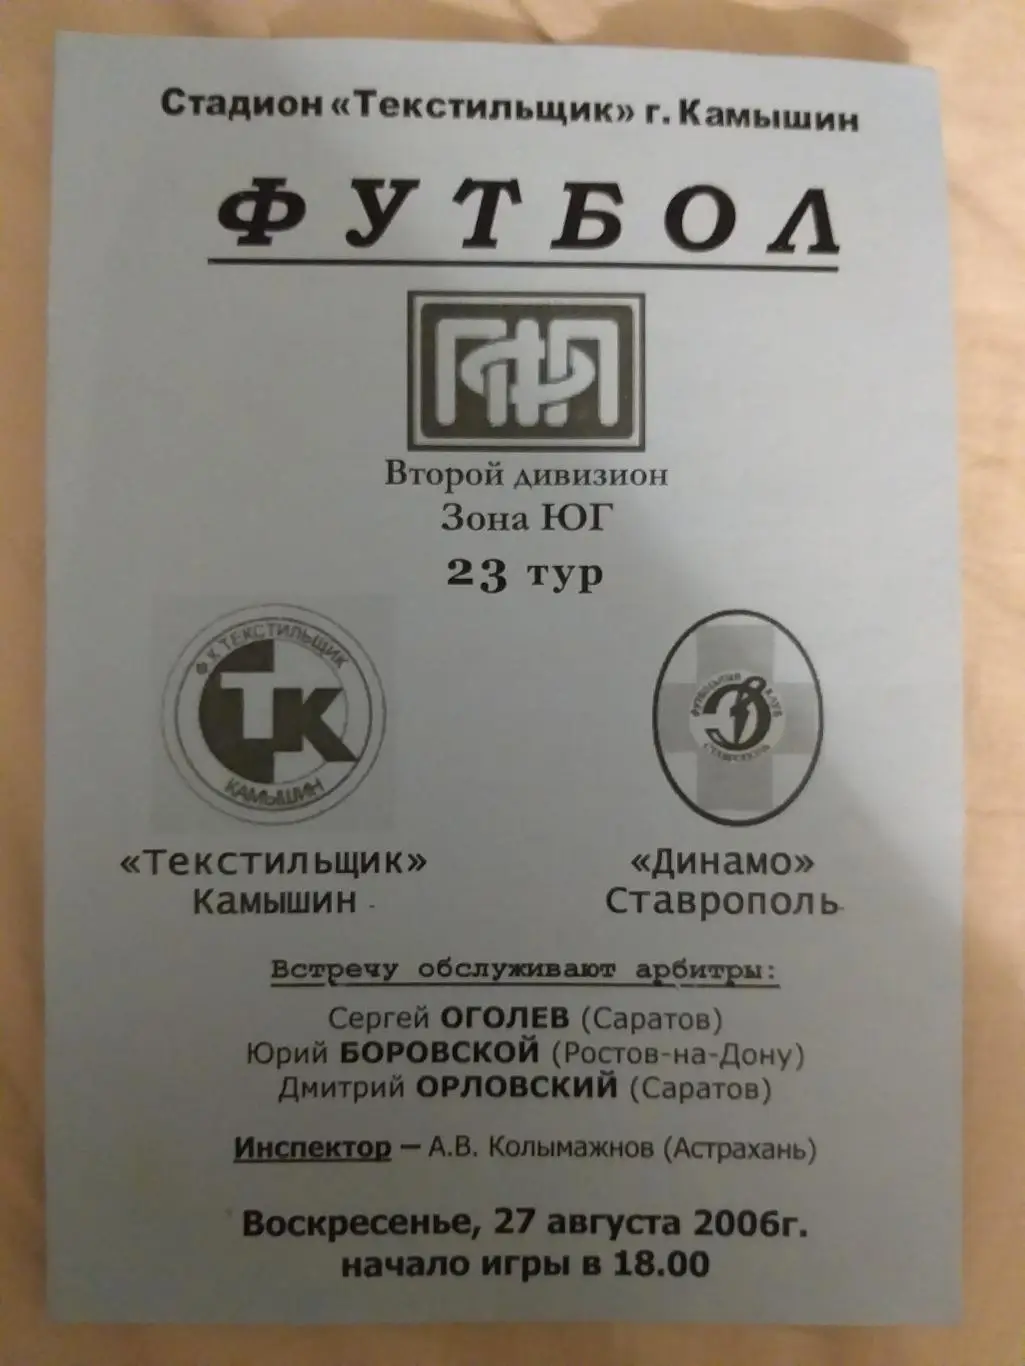 Стадион «Текстильщик» г. Камышин
ФУТБОЛ
ПФЛ
Второй дивизион
Зона ЮГ
23 тур
Ф.К ТЕКСТИЛЬЩИК
ТК
КАМЫШИН
ФУТБОЛЬНЫЙ КЛУБ
Д
СТАВРОПОЛЬ
«Текстильщик»
Камышин
«Динамо»
Ставрополь
Встречу обслуживают арбитры:
Сергей ОГОЛЕВ (Саратов)
Юрий БОРОВСКОЙ (Ростов-на-Дону)
Дмитрий ОРЛОВСКИЙ (Саратов)
Инспектор – А.В. Колымажнов (Астрахань)
Воскресенье, 27 августа 2006г.
начало игры в 18.00